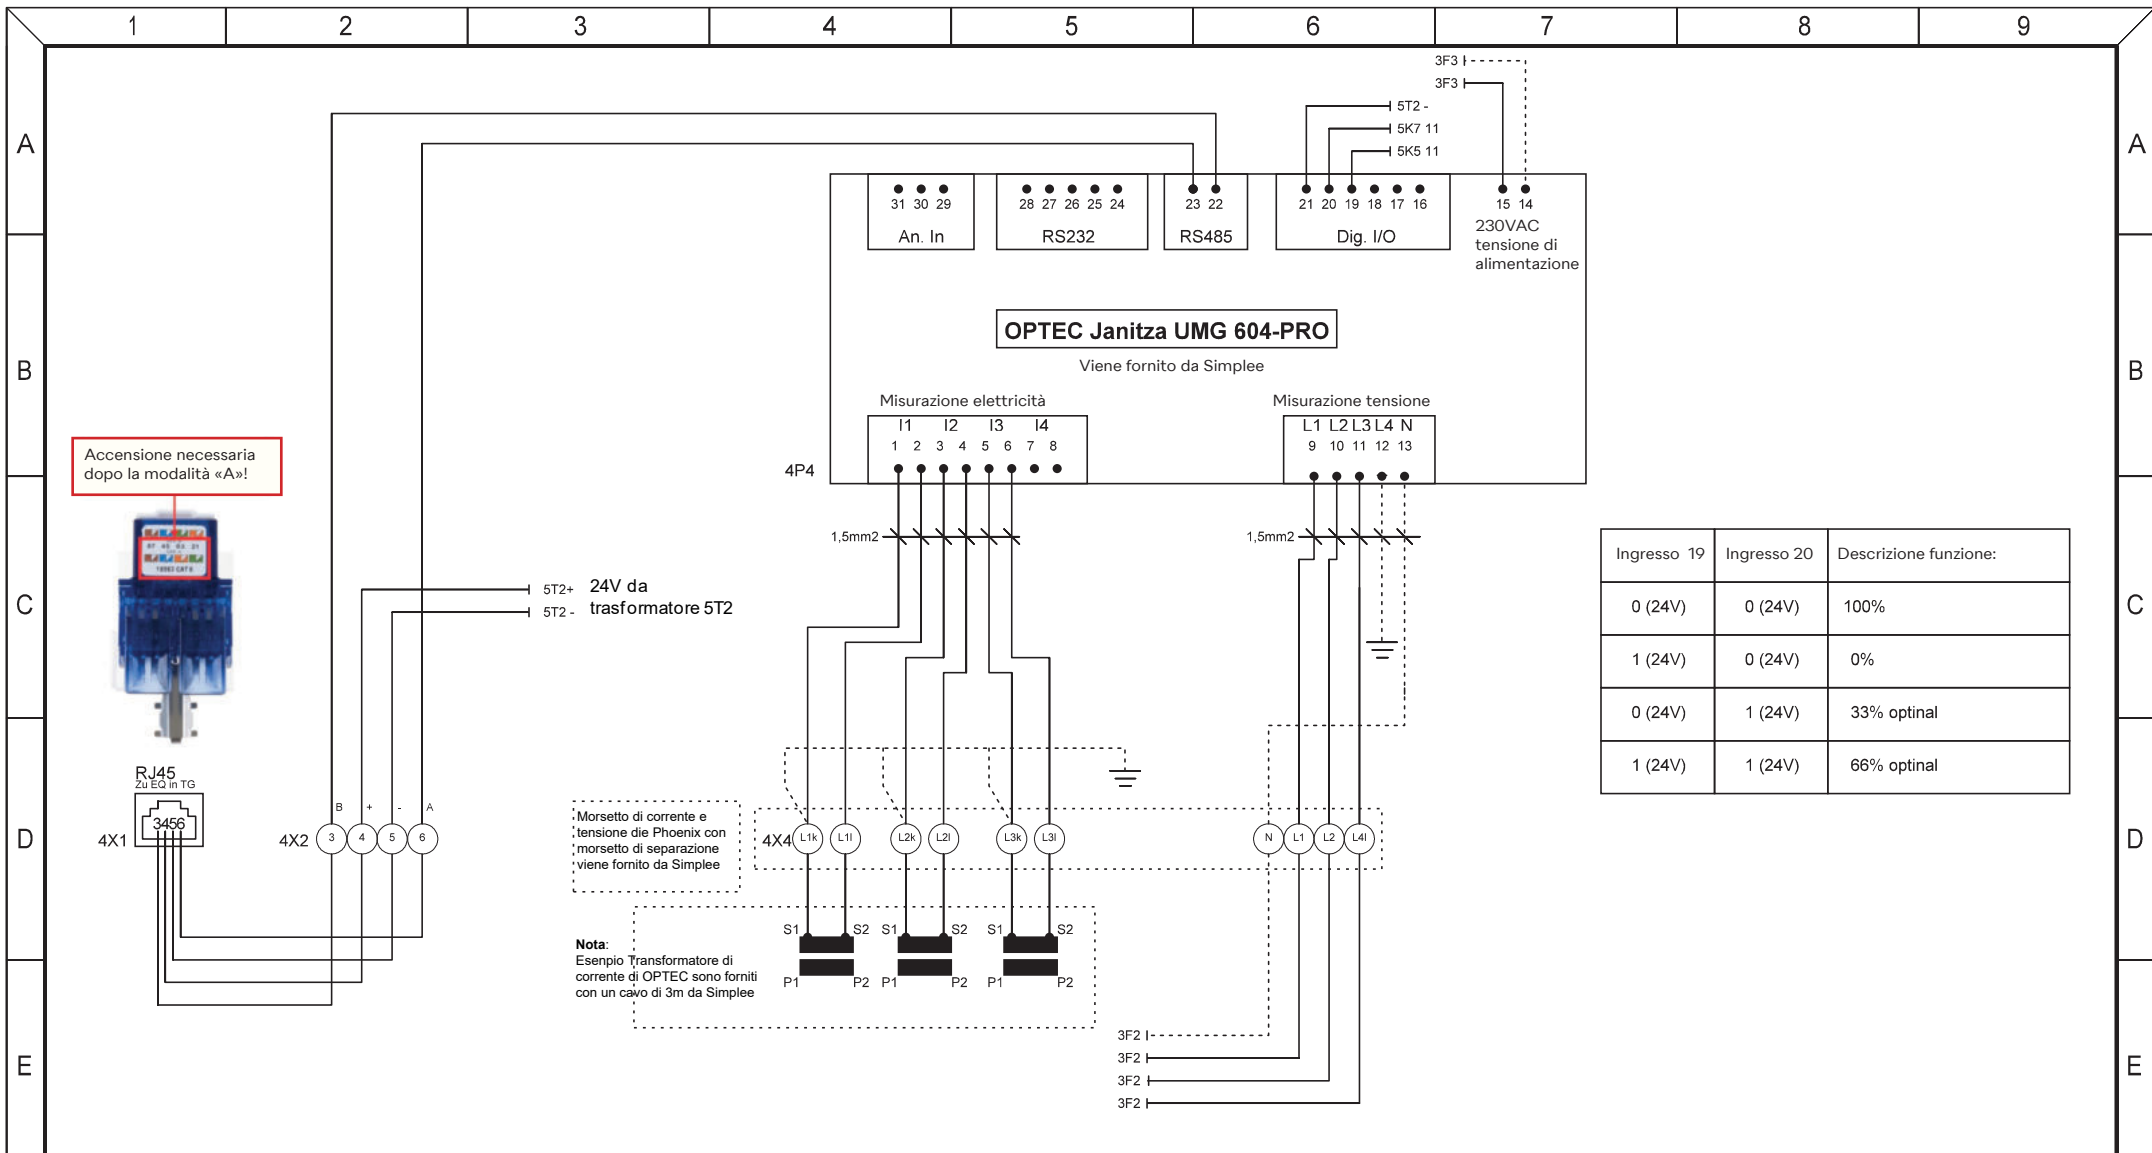 1 2 3 4 5 6 7 8 9
A A
B B
C C
D D
E E
3F3
3F3
5T2 -
5K7 11
5K5 11
31 30 29
An. In
28 27 26 25 24
RS232
23 22
RS485
21 20 19 18 17 16
Dig. I/O
15 14
230VAC
tensione di
alimentazione
OPTEC Janitza UMG 604-PRO
Viene fornito da Simplee
Misurazione elettricità
I1 I2 I3 I4
1 2 3 4 5 6 7 8
4P4
Misurazione tensione
L1 L2 L3 L4 N
9 10 11 12 13
1,5mm2
1,5mm2
Accensione necessaria
dopo la modalità «A»!
5T2+
5T2 -
24V da
trasformatore 5T2
Ingresso 19 Ingresso 20 Descrizione funzione:
0 (24V) 0 (24V) 100%
1 (24V) 0 (24V) 0%
0 (24V) 1 (24V) 33% optinal
1 (24V) 1 (24V) 66% optinal
RJ45
Zu EQ in TG
3456
4X1
B + - A
4X2 3 4 5 6
Morsetto di corrente e
tensione die Phoenix con
morsetto di separazione
viene fornito da Simplee
4X4 L1k L1l L2k L2l L3k L3l N L1 L2 L4l
S1 S2 S1 S2 S1 S2
P1 P2 P1 P2 P1 P2
Nota:
Esenpio Transformatore di
corrente di OPTEC sono forniti
con un cavo di 3m da Simplee
3F2
3F2
3F2
3F2